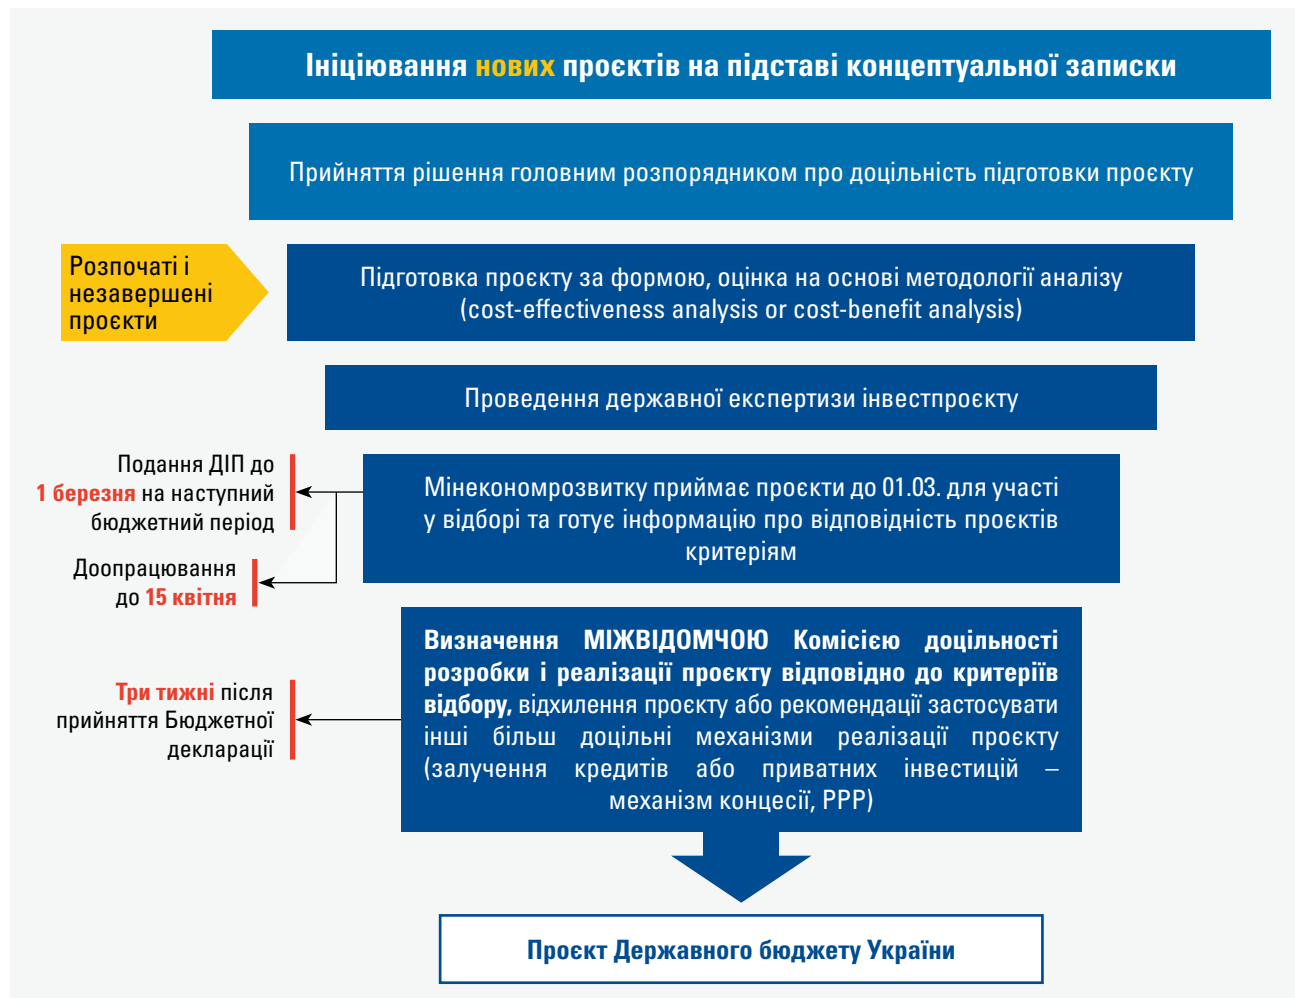 Ініціювання нових проєктів на підставі концептуальної записки
Прийняття рішення головним розпорядником про доцільність підготовки проєкту
Розпочаті і
незавершені
проєкти
Підготовка проєкту за формою, оцінка на основі методології аналізу
(cost-effectiveness analysis or cost-benefit analysis)
Проведення державної експертизи інвестпроєкту
Подання ДІП до
1 березня на наступний
бюджетний період
Доопрацювання
до 15 квітня
Мінекономрозвитку приймає проєкти до 01.03. для участі
у відборі та готує інформацію про відповідність проєктів
критеріям
Три тижні після
прийняття Бюджетної
декларації
Визначення МІЖВІДОМЧОЮ Комісією доцільності
розробки і реалізації проєкту відповідно до критеріїв
відбору, відхилення проєкту або рекомендації застосувати
інші більш доцільні механізми реалізації проєкту
(залучення кредитів або приватних інвестицій –
механізм концесії, PPP)
Проєкт Державного бюджету України